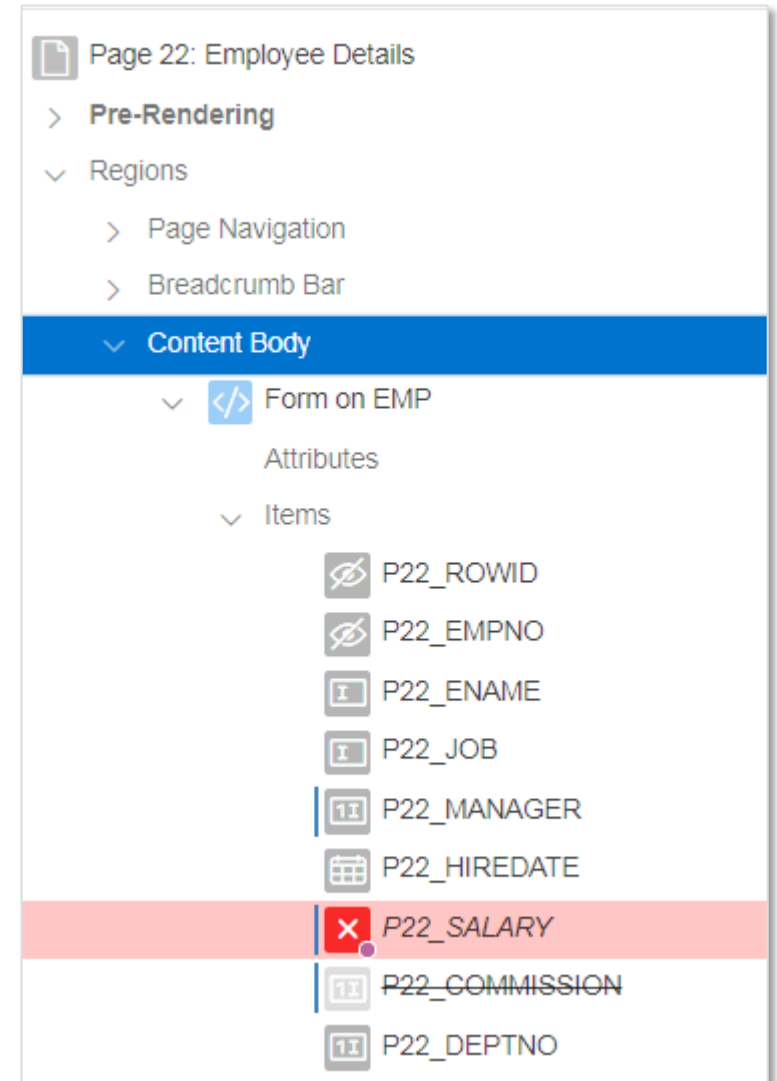 Page 22: Employee Details
Pre-Rendering
Regions
Page Navigation
Breadcrumb Bar
Content Body
Form on EMP
Attributes
Items
P22_ROWID
P22_EMPNO
P22_ENAME
P22_JOB
P22_MANAGER
P22_HIREDATE
P22_SALARY
P22_COMMISSION
P22_DEPTNO